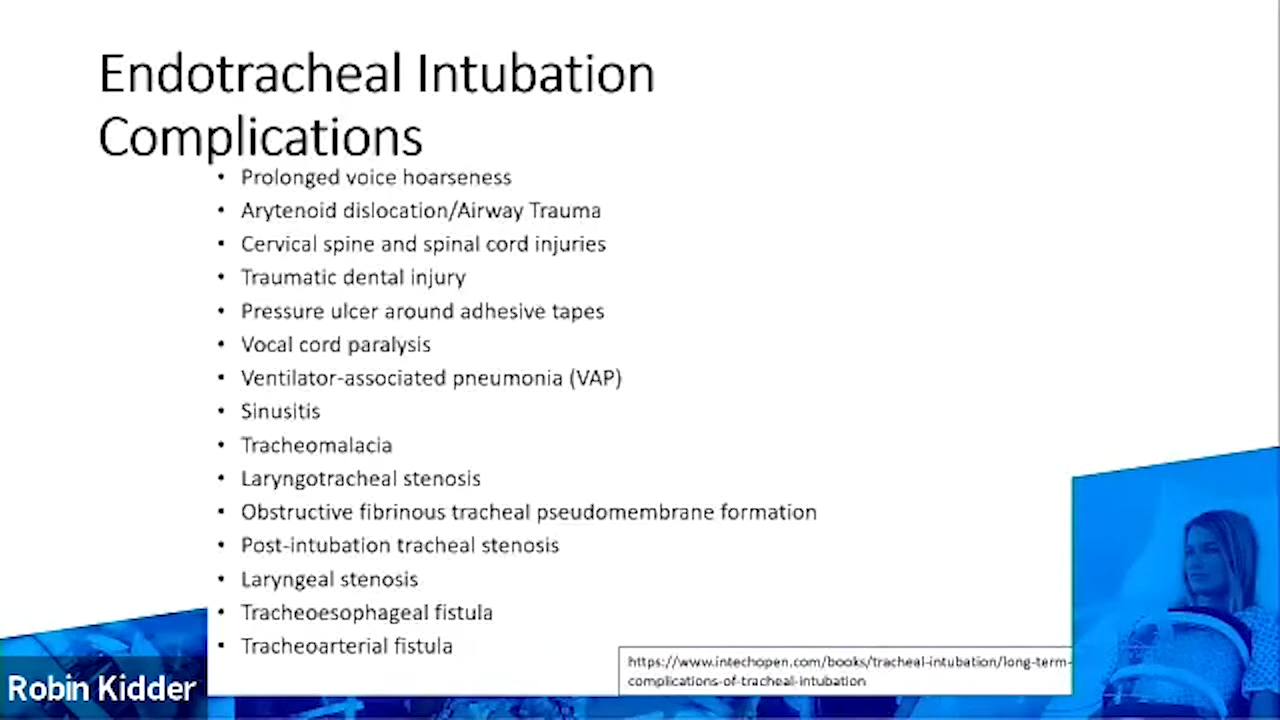 Endotracheal Intubation
Complications
• Prolonged voice hoarseness
• Arytenoid dislocation/Airway Trauma
• Cervical spine and spinal cord injuries
• Traumatic dental injury
• Pressure ulcer around adhesive tapes
• Vocal cord paralysis
• Ventilator-associated pneumonia (VAP)
• Sinusitis
• Tracheomalacia
• Laryngotracheal stenosis
• Obstructive fibrinous tracheal pseudomembrane formation
• Post-intubation tracheal stenosis
• Laryngeal stenosis
• Tracheoesophageal fistula
• Tracheoarterial fistula
https://www.intechopen.com/books/tracheal-intubation/long-term-
complications-of-tracheal-intubation
Robin Kidder